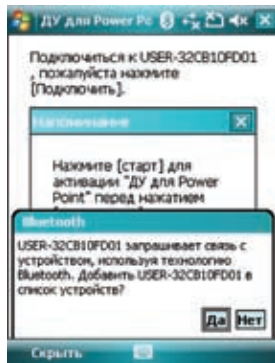 ДУ для Power Po
Подключиться к USER-32CB10FD01
, пожалуйста нажмите
[Подключить].
Напоминание
Нажмите [старт] для
активации "ДУ для Power
Point" перед нажатием
Bluetooth
USER-32CB10FD01 запрашивает связь с
устройством, используя технологию
Bluetooth. Добавить USER-32CB10FD01 в
список устройств?
Да Нет
Скрыть